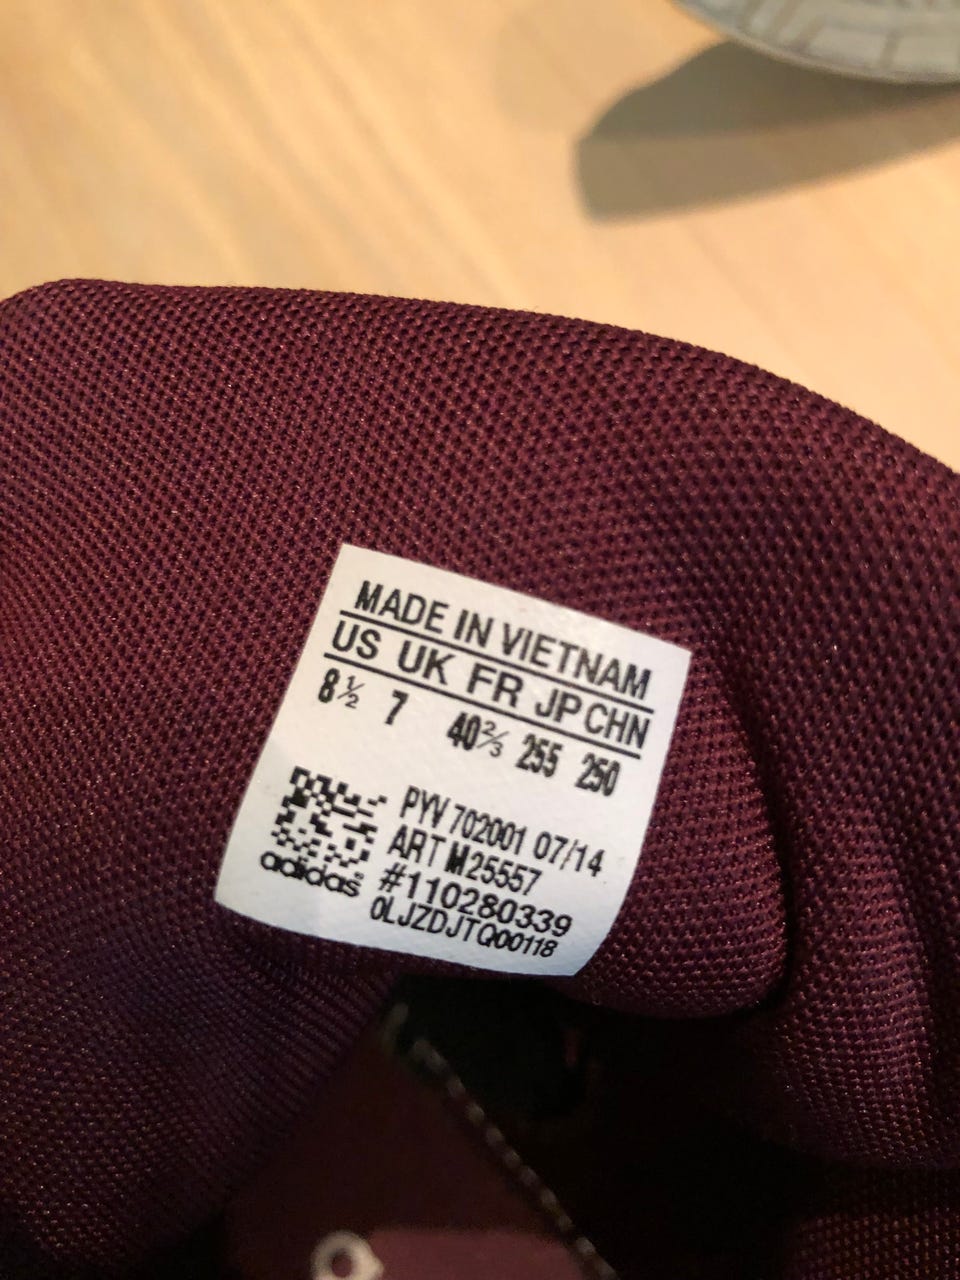 MADE IN VIETNAM
US UK FR JP CHN
8½ 7 40⅔ 255 250
PYV 702001 07/14
ART M25557
#110280339
0LJZDJTQ00118
adidas